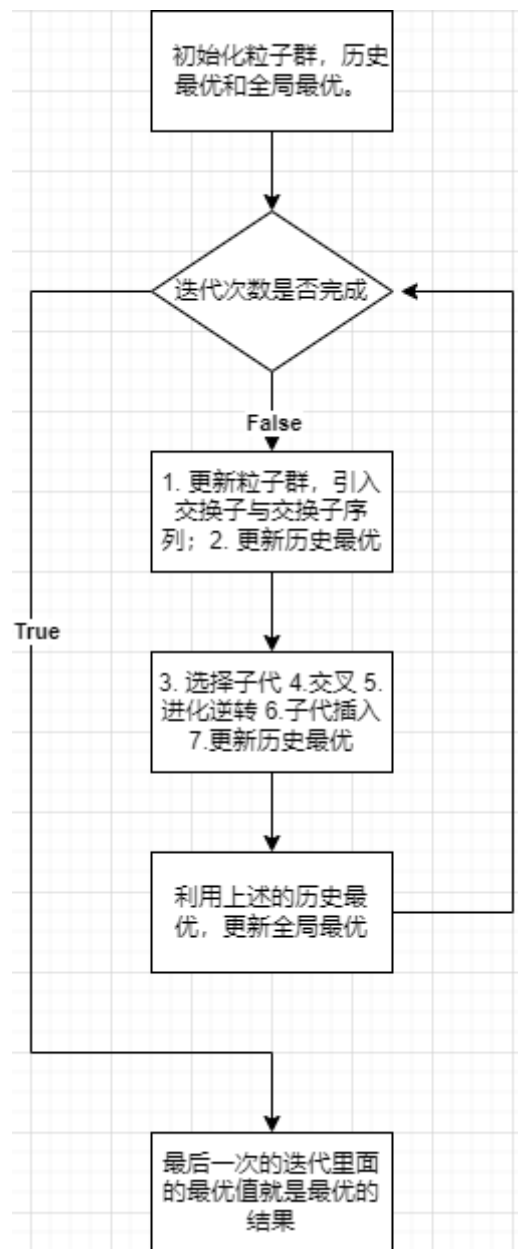 初始化粒子群，历史
最优和全局最优。
迭代次数是否完成
False
1. 更新粒子群，引入
交换子与交换子序
列；2. 更新历史最优
True
3. 选择子代 4.交叉 5.
进化逆转 6.子代插入
7.更新历史最优
利用上述的历史最
优，更新全局最优
最后一次的迭代里面
的最优值就是最优的
结果